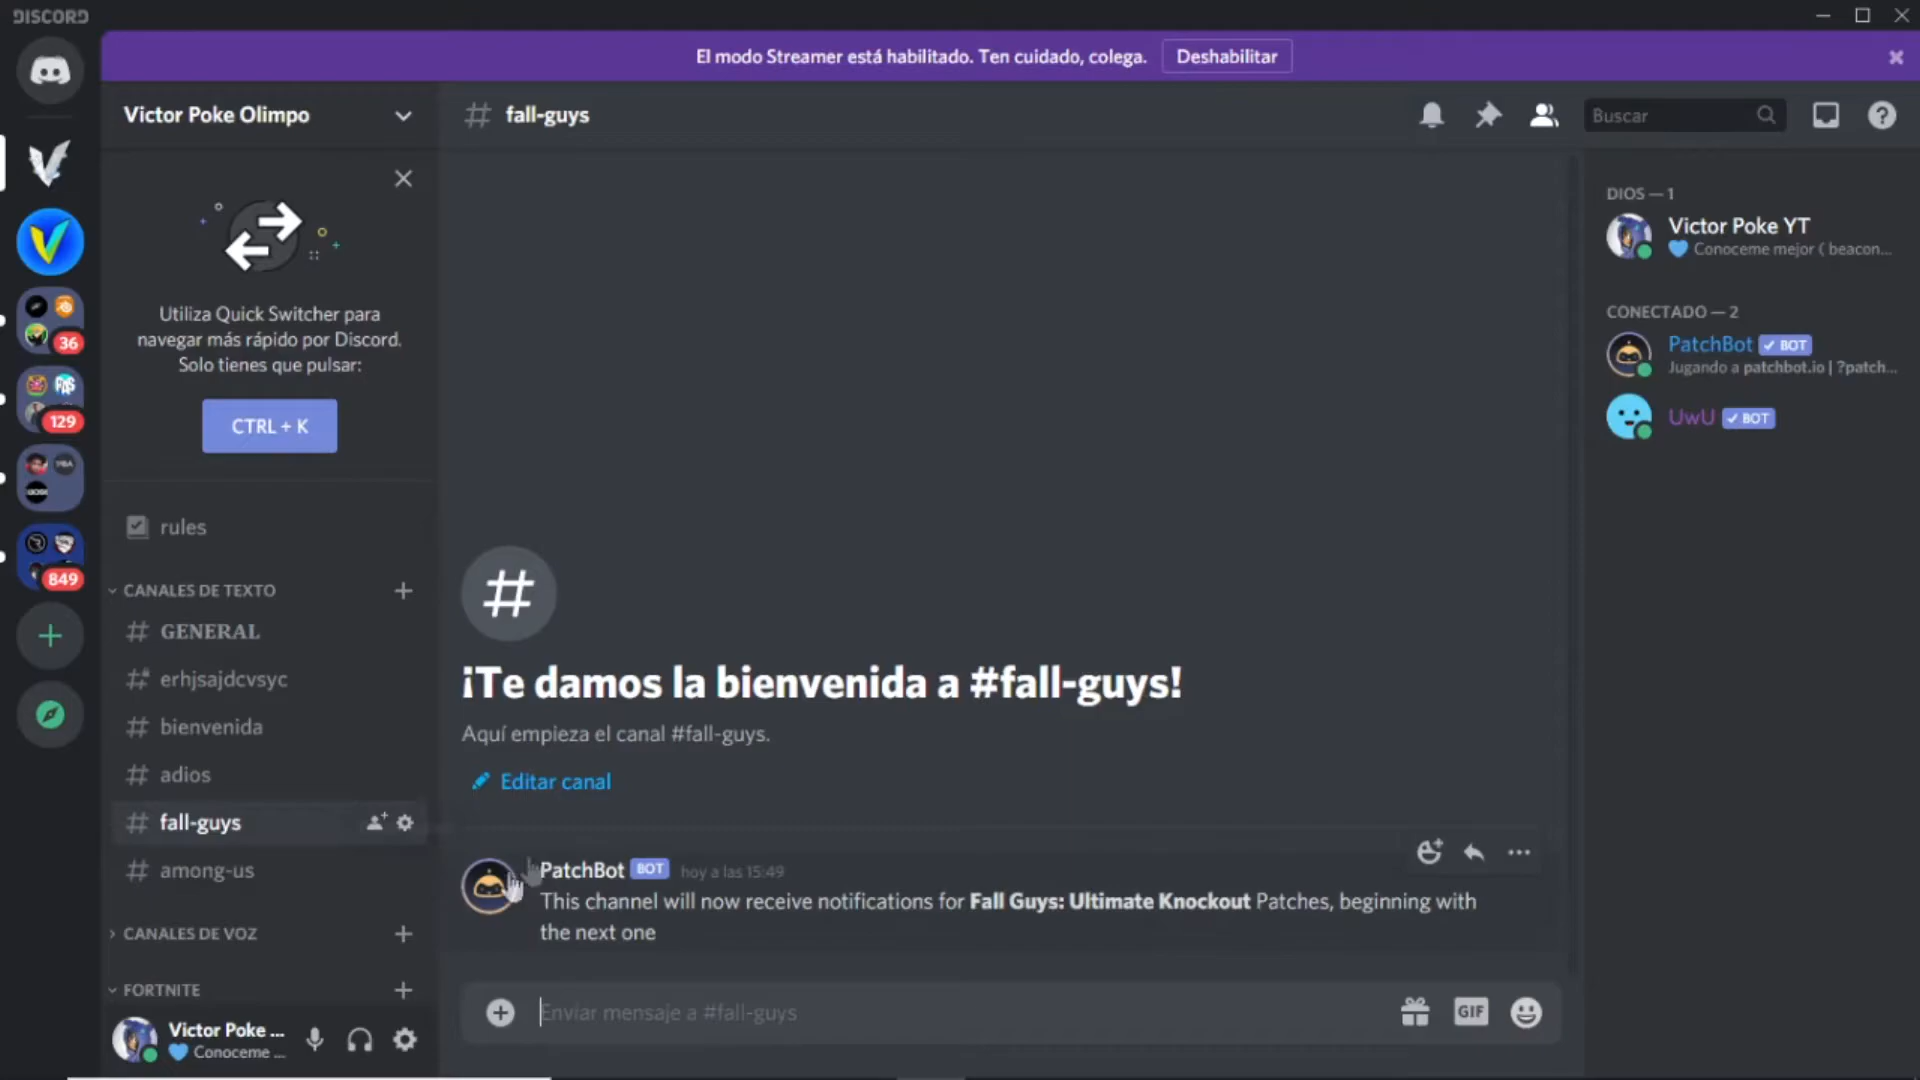 DISCORD
El modo Streamer está habilitado. Ten cuidado, colega.
Deshabilitar
Victor Poke Olimpo
fall-guys
Buscar
Utiliza Quick Switcher para
navegar más rápido por Discord.
Solo tienes que pulsar:
CTRL + K
36
129
849
rules
CANALES DE TEXTO
GENERAL
erhjsajdcvsyc
bienvenida
adios
fall-guys
among-us
CANALES DE VOZ
FORTNITE
Victor Poke ...
Conoceme ...
¡Te damos la bienvenida a #fall-guys!
Aquí empieza el canal #fall-guys.
Editar canal
PatchBot BOT hoy a las 15:49
This channel will now receive notifications for Fall Guys: Ultimate Knockout Patches, beginning with
the next one
Enviar mensaje a #fall-guys
GIF
DIOS — 1
Victor Poke YT
Conoceme mejor ( beacon...
CONECTADO — 2
PatchBot BOT
Jugando a patchbot.io | ?patch...
UwU BOT